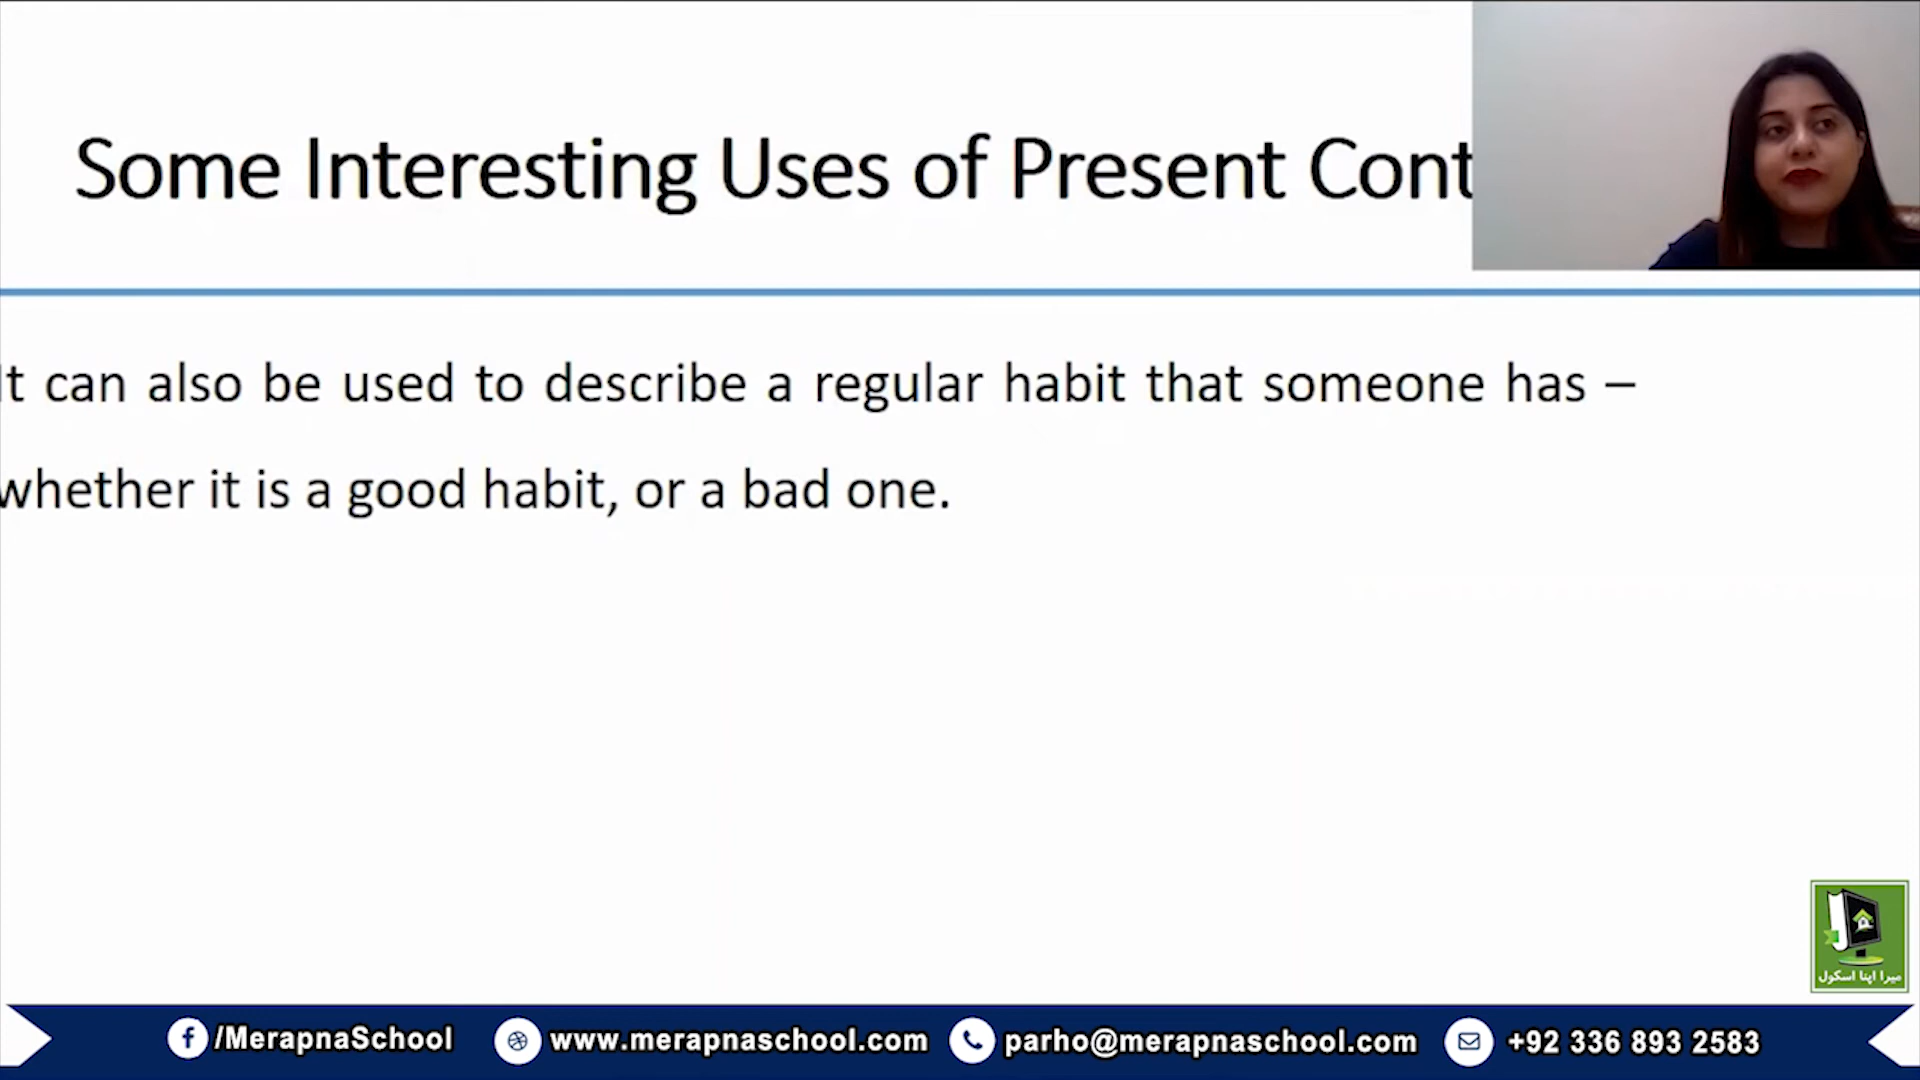 Some Interesting Uses of Present Cont
It can also be used to describe a regular habit that someone has –
whether it is a good habit, or a bad one.
میرا اپنا اسکول
/MerapnaSchool www.merapnaschool.com parho@merapnaschool.com +92 336 893 2583